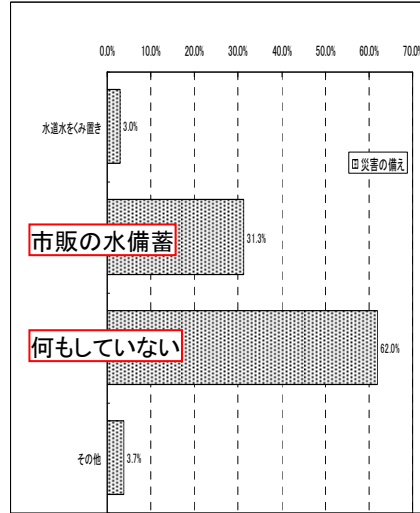 0.0% 10.0% 20.0% 30.0% 40.0% 50.0% 60.0% 70.0%
水道水をくみ置き 3.0%
災害の備え
市販の水備蓄 31.3%
何もしていない 62.0%
その他 3.7%